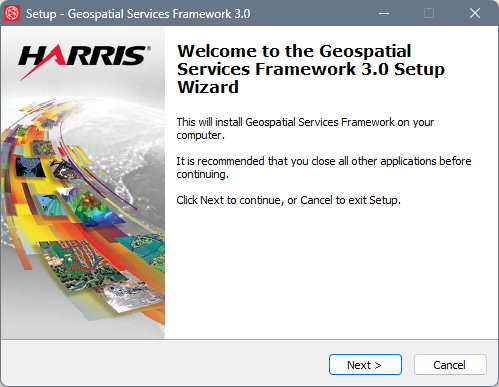 Setup - Geospatial Services Framework 3.0
HARRIS®
Welcome to the Geospatial
Services Framework 3.0 Setup
Wizard
This will install Geospatial Services Framework on your
computer.
It is recommended that you close all other applications before
continuing.
Click Next to continue, or Cancel to exit Setup.
Next >
Cancel